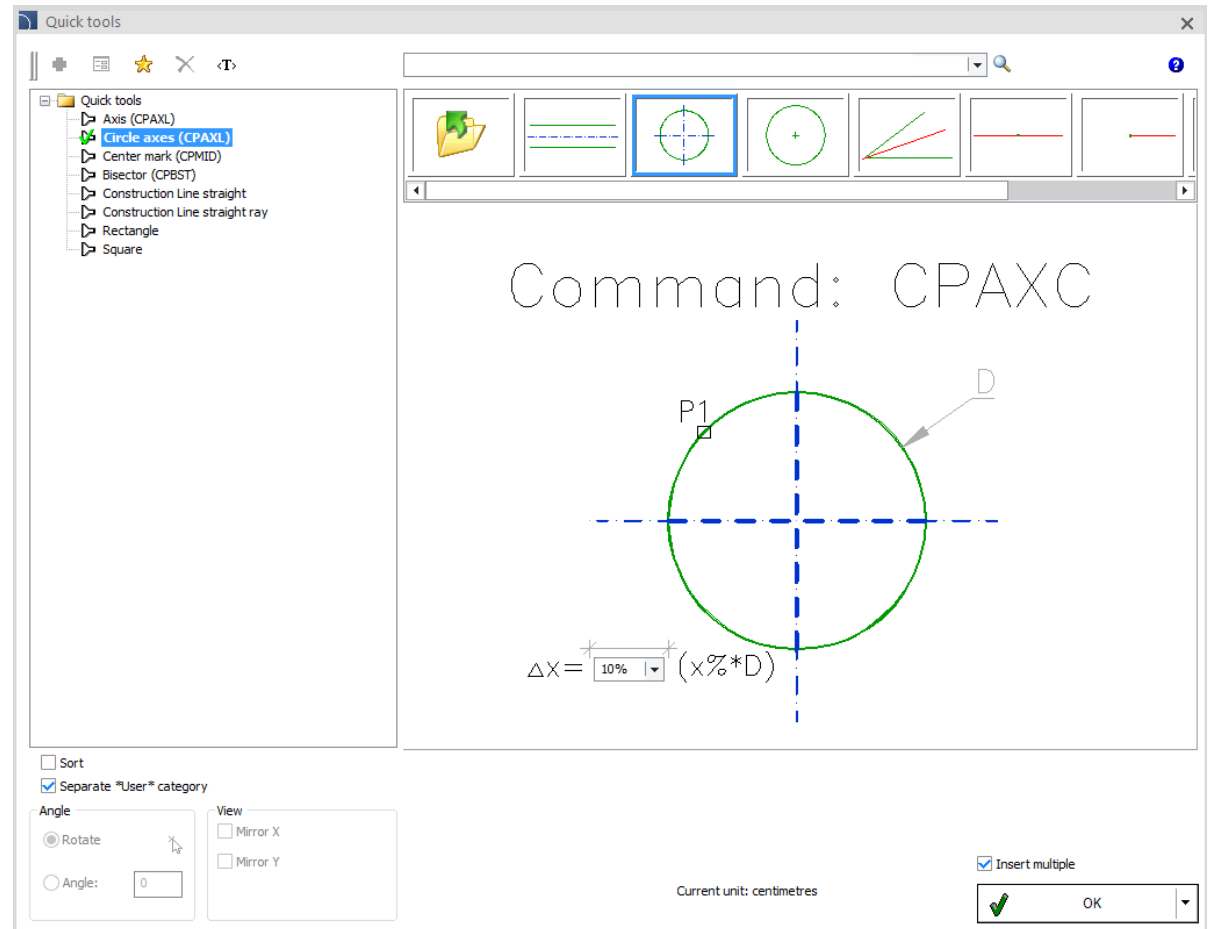 Quick tools
<T>
Quick tools
Axis (CPAXL)
Circle axes (CPAXL)
Center mark (CPMID)
Bisector (CPBST)
Construction Line straight
Construction Line straight ray
Rectangle
Square
Command: CPAXC
D
P1
△X= 10% (x%*D)
Sort
Separate *User* category
Angle
Rotate
Angle: 0
View
Mirror X
Mirror Y
Current unit: centimetres
Insert multiple
OK